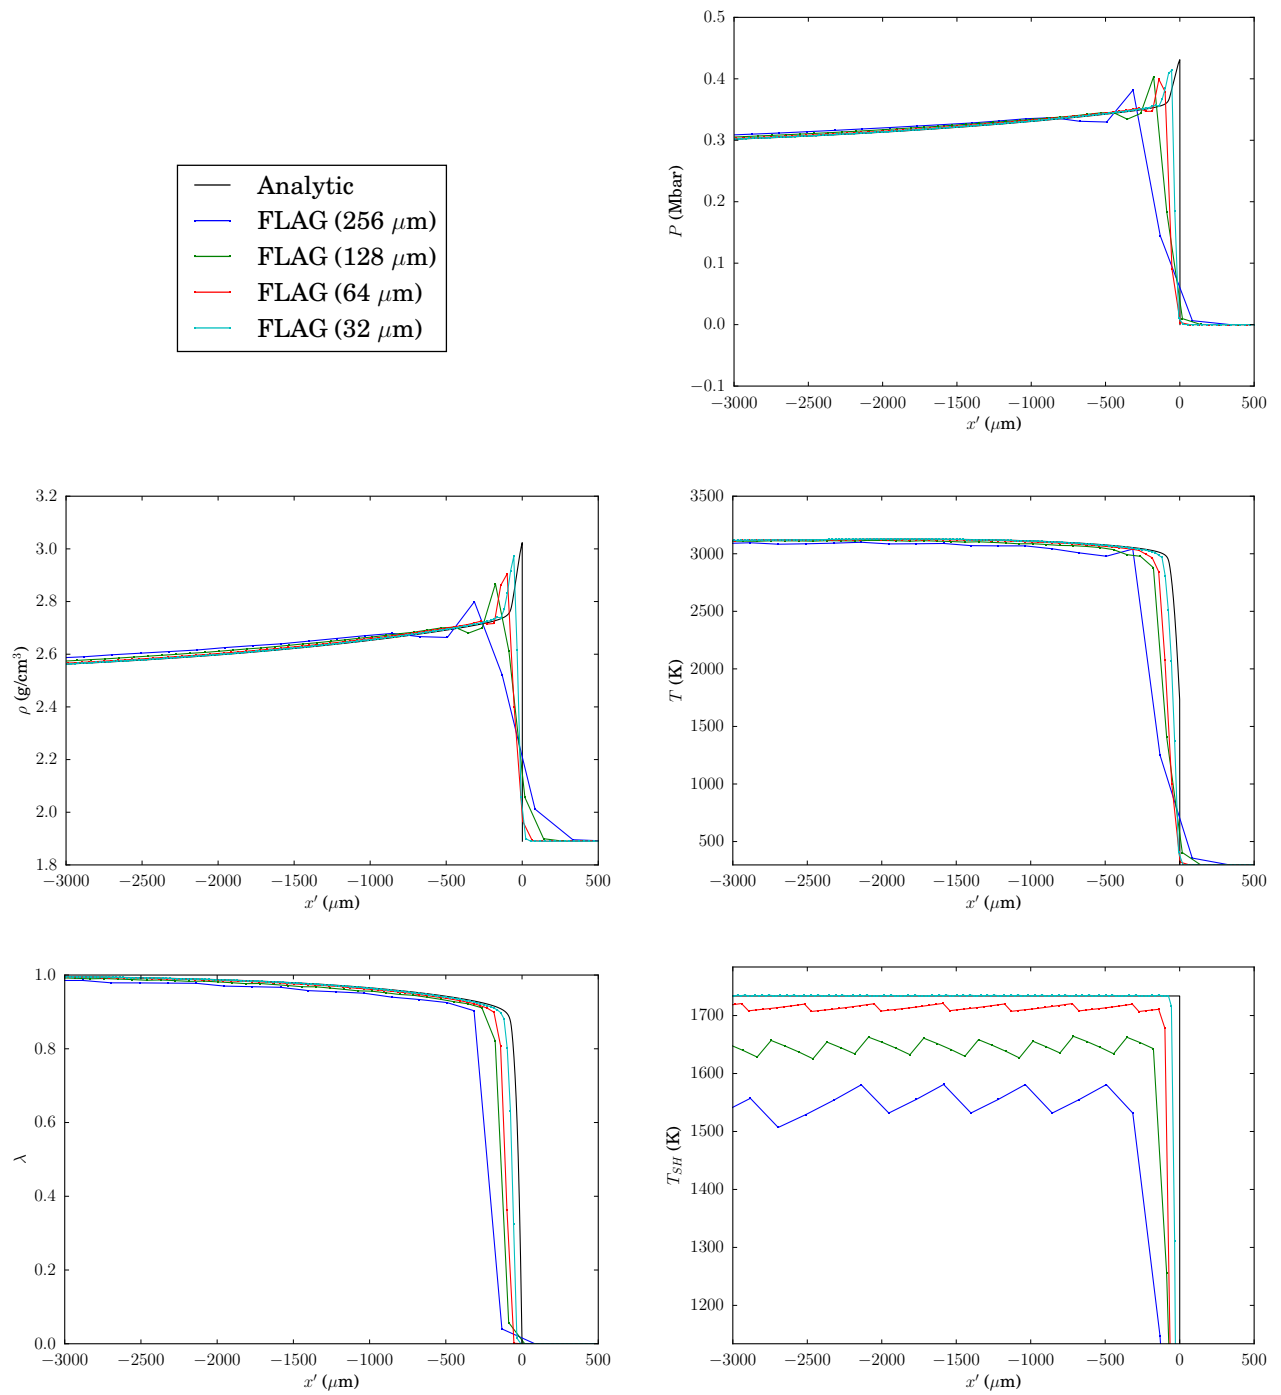 Analytic
FLAG (256 μm)
FLAG (128 μm)
FLAG (64 μm)
FLAG (32 μm)
0.5
0.4
0.3
0.2
0.1
0.0
−0.1
P (Mbar)
−3000 −2500 −2000 −1500 −1000 −500 0 500
x′ (μm)
3.2
3.0
2.8
2.6
2.4
2.2
2.0
1.8
ρ (g/cm³)
−3000 −2500 −2000 −1500 −1000 −500 0 500
x′ (μm)
3500
3000
2500
2000
1500
1000
500
T (K)
−3000 −2500 −2000 −1500 −1000 −500 0 500
x′ (μm)
1.0
0.8
0.6
0.4
0.2
0.0
λ
−3000 −2500 −2000 −1500 −1000 −500 0 500
x′ (μm)
1700
1600
1500
1400
1300
1200
T_SH (K)
−3000 −2500 −2000 −1500 −1000 −500 0 500
x′ (μm)